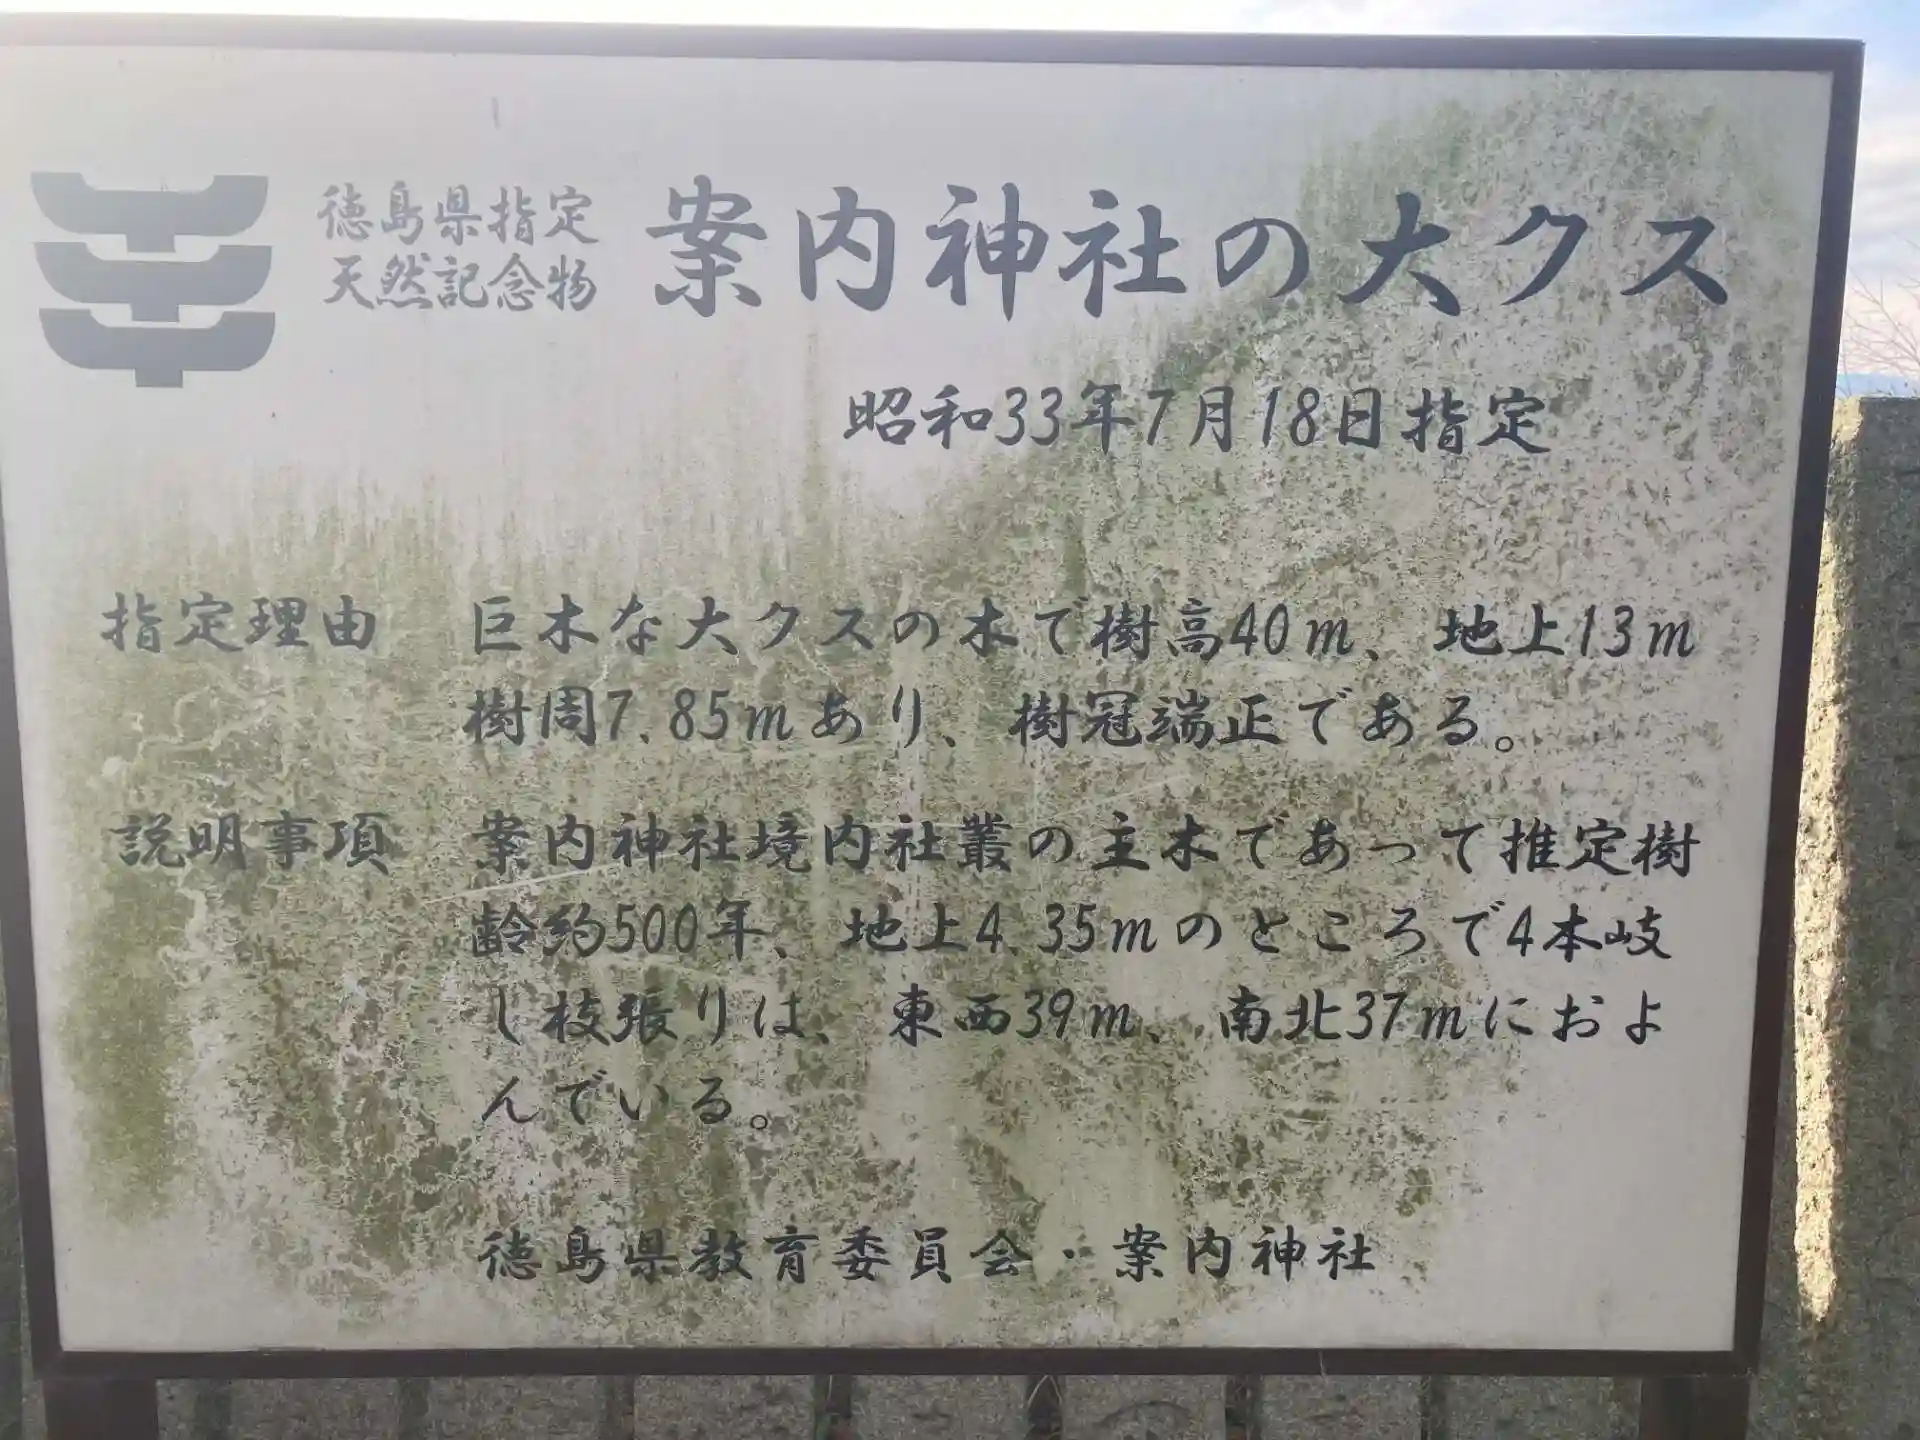 徳島県指定
天然記念物
案内神社の大クス
昭和33年7月18日指定
指定理由 巨木な大クスの木で樹高40m、地上13m
樹周7.85mあり、樹冠端正である。
説明事項 案内神社境内社叢の主木であって推定樹
齢約500年、地上4.35mのところで4本岐
し枝張りは、東西39m、南北37mにおよ
んでいる。
徳島県教育委員会・案内神社